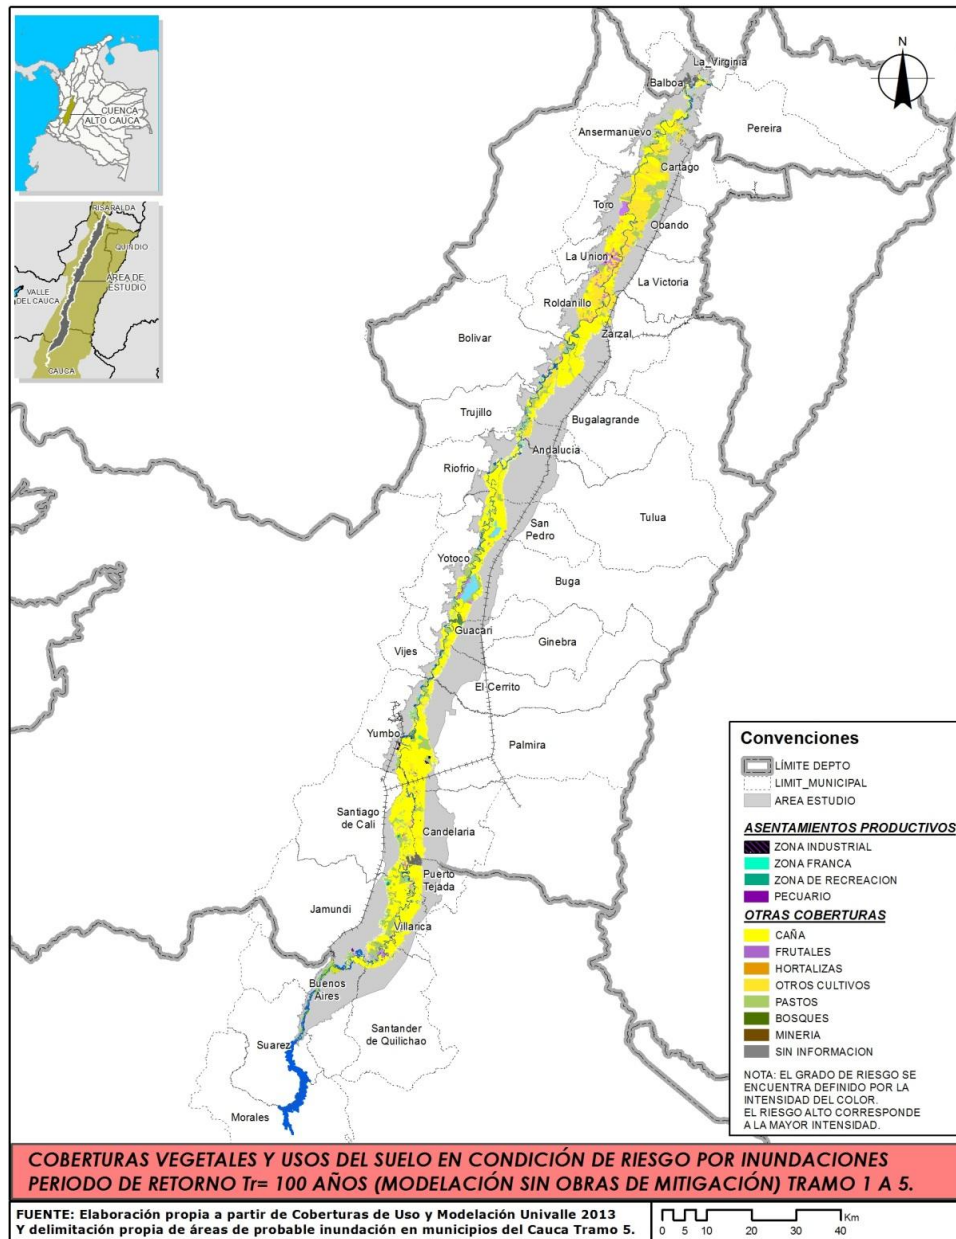 CUENCA
ALTO CAUCA
RISARALDA
QUINDIO
AREA DE
ESTUDIO
VALLE
DEL CAUCA
CAUCA
N
La_Virginia
Balboa
Ansermanuevo
Pereira
Cartago
Toro
Obando
La Union
La Victoria
Roldanillo
Zarzal
Bolivar
Trujillo
Bugalagrande
Andalucia
Riofrio
San
Pedro
Tulua
Yotoco
Buga
Guacari
Ginebra
Vijes
El Cerrito
Yumbo
Palmira
Santiago
de Cali
Candelaria
Puerto
Tejada
Jamundi
Villarica
Buenos
Aires
Santander
de Quilichao
Suarez
Morales
Convenciones
LÍMITE DEPTO
LIMIT_MUNICIPAL
AREA ESTUDIO
ASENTAMIENTOS PRODUCTIVOS
ZONA INDUSTRIAL
ZONA FRANCA
ZONA DE RECREACION
PECUARIO
OTRAS COBERTURAS
CAÑA
FRUTALES
HORTALIZAS
OTROS CULTIVOS
PASTOS
BOSQUES
MINERIA
SIN INFORMACION
NOTA: EL GRADO DE RIESGO SE
ENCUENTRA DEFINIDO POR LA
INTENSIDAD DEL COLOR.
EL RIESGO ALTO CORRESPONDE
A LA MAYOR INTENSIDAD.
COBERTURAS VEGETALES Y USOS DEL SUELO EN CONDICIÓN DE RIESGO POR INUNDACIONES
PERIODO DE RETORNO Tr= 100 AÑOS (MODELACIÓN SIN OBRAS DE MITIGACIÓN) TRAMO 1 A 5.
FUENTE: Elaboración propia a partir de Coberturas de Uso y Modelación Univalle 2013
Y delimitación propia de áreas de probable inundación en municipios del Cauca Tramo 5.
Km
0 5 10 20 30 40